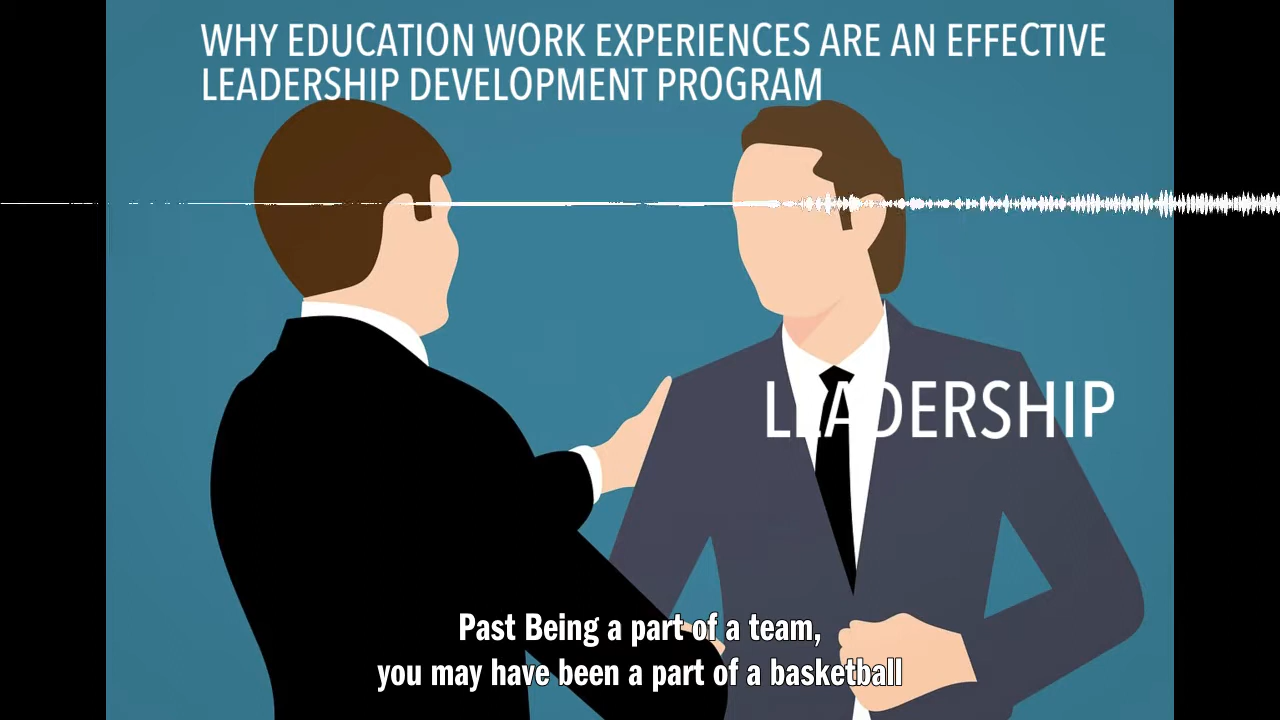 WHY EDUCATION WORK EXPERIENCES ARE AN EFFECTIVE
LEADERSHIP DEVELOPMENT PROGRAM
LEADERSHIP
Past Being a part of a team,
you may have been a part of a basketball